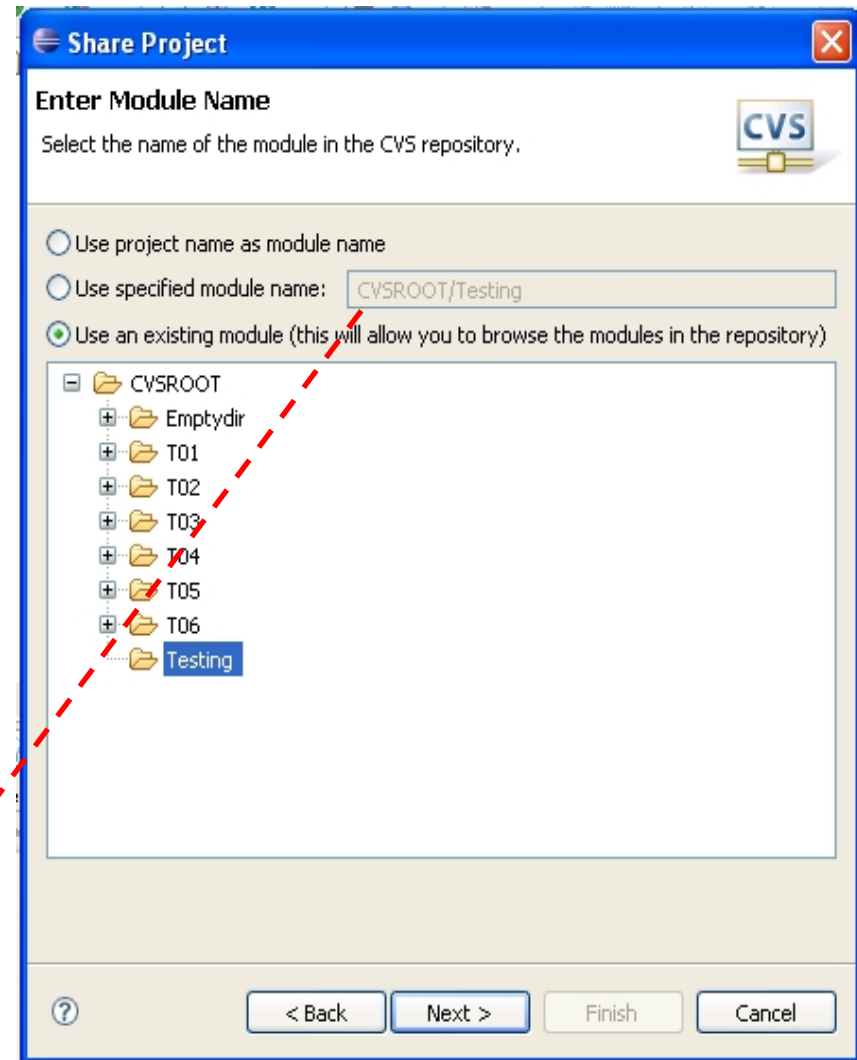 Share Project
Enter Module Name
Select the name of the module in the CVS repository.
CVS
Use project name as module name
Use specified module name: CVSROOT/Testing
Use an existing module (this will allow you to browse the modules in the repository)
CVSROOT
Emptydir
T01
T02
T03
T04
T05
T06
Testing
? < Back Next > Finish Cancel